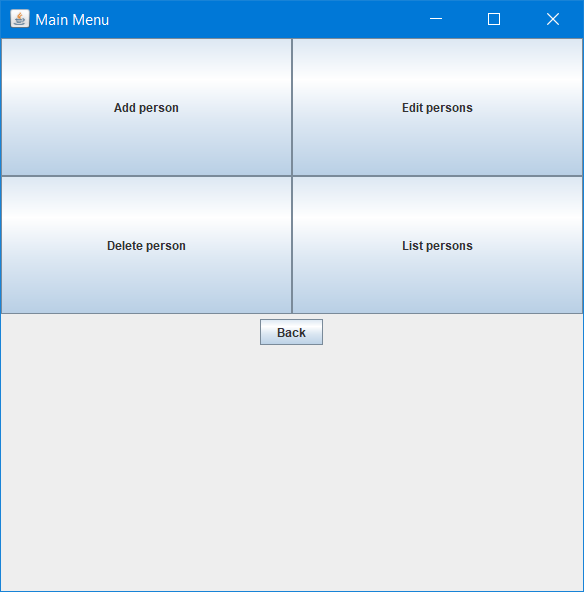 Main Menu
Add person
Edit persons
Delete person
List persons
Back